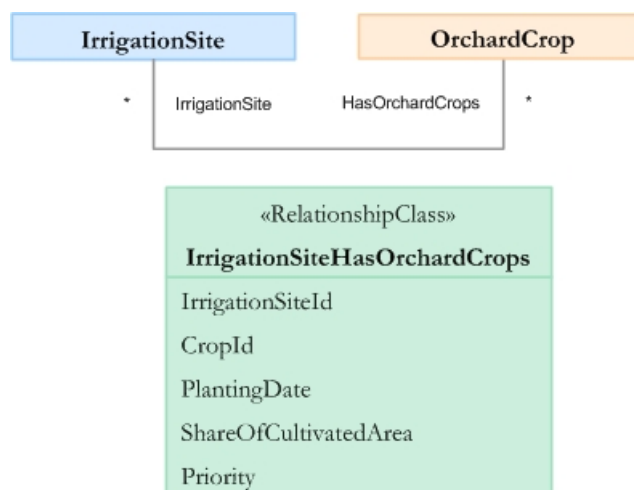 IrrigationSite OrchardCrop
* IrrigationSite HasOrchardCrops *
«RelationshipClass»
IrrigationSiteHasOrchardCrops
IrrigationSiteId
CropId
PlantingDate
ShareOfCultivatedArea
Priority